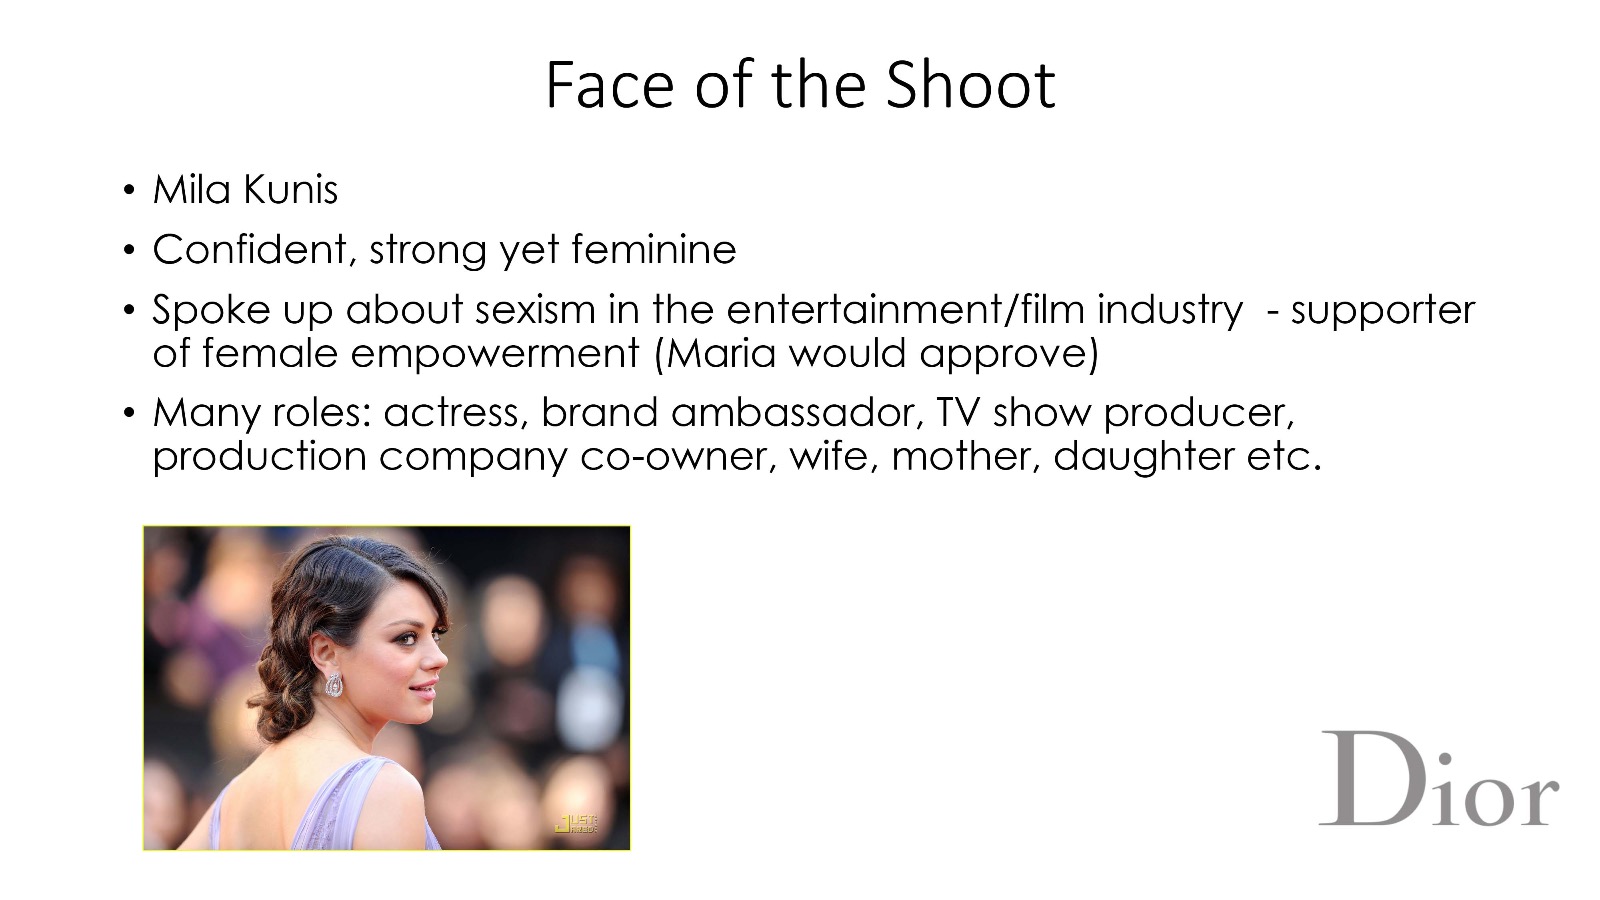 Face of the Shoot
• Mila Kunis
• Confident, strong yet feminine
• Spoke up about sexism in the entertainment/film industry  - supporter
of female empowerment (Maria would approve)
• Many roles: actress, brand ambassador, TV show producer,
production company co-owner, wife, mother, daughter etc.
JUST
JARED
Dior